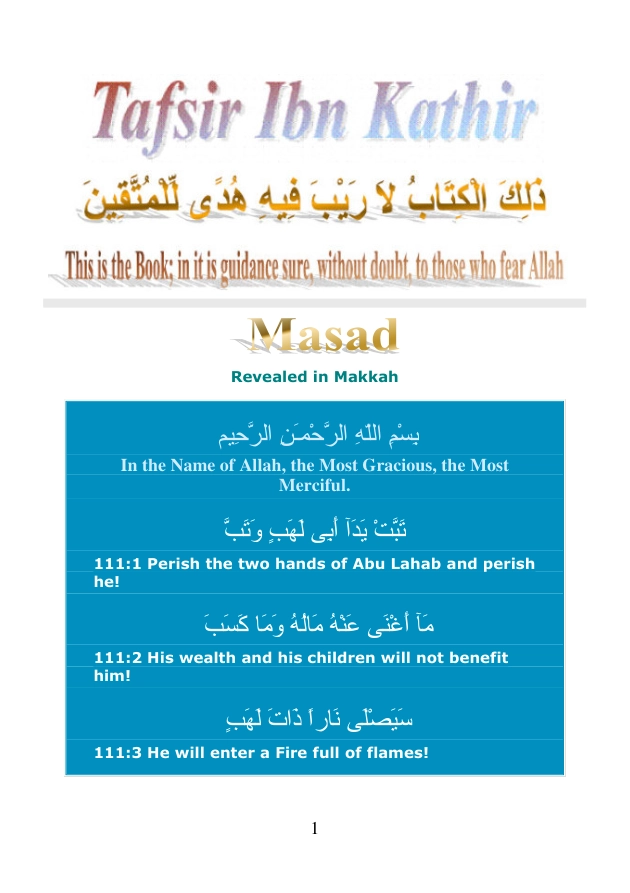 Tafsir Ibn Kathir
ذَلِكَ الْكِتَابُ لاَ رَيْبَ فِيهِ هُدًى لِّلْمُتَّقِينَ
This is the Book; in it is guidance sure, without doubt, to those who fear Allah
Masad
Revealed in Makkah
بِسْمِ اللَّهِ الرَّحْمَـنِ الرَّحِيمِ
In the Name of Allah, the Most Gracious, the Most
Merciful.
تَبَّتْ يَدَآ أَبِى لَهَبٍ وَتَبَّ
111:1 Perish the two hands of Abu Lahab and perish
he!
مَآ أَغْنَى عَنْهُ مَالُهُ وَمَا كَسَبَ
111:2 His wealth and his children will not benefit
him!
سَيَصْلَى نَاراً ذَاتَ لَهَبٍ
111:3 He will enter a Fire full of flames!
1